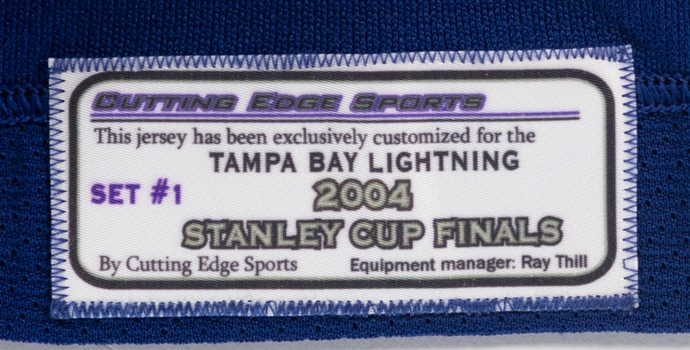 CUTTING EDGE SPORTS
This jersey has been exclusively customized for the
TAMPA BAY LIGHTNING
SET #1 2004
STANLEY CUP FINALS
By Cutting Edge Sports Equipment manager: Ray Thill